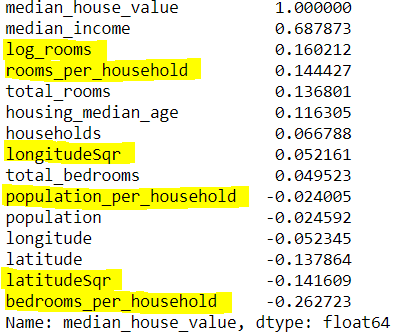 median_house_value 1.000000
median_income 0.687873
log_rooms 0.160212
rooms_per_household 0.144427
total_rooms 0.136801
housing_median_age 0.116305
households 0.066788
longitudeSqr 0.052161
total_bedrooms 0.049523
population_per_household -0.024005
population -0.024592
longitude -0.052345
latitude -0.137864
latitudeSqr -0.141609
bedrooms_per_household -0.262723
Name: median_house_value, dtype: float64